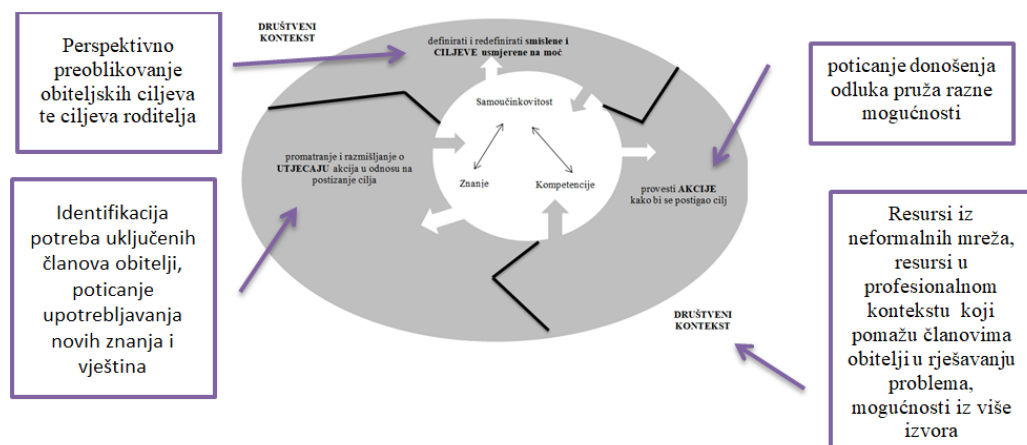 DRUŠTVENI
KONTEKST
Perspektivno
preoblikovanje
obiteljskih ciljeva
te ciljeva roditelja
definirati i redefinirati smislene i
CILJEVE usmjerene na moć
poticanje donošenja
odluka pruža razne
mogućnosti
Samoučinkovitost
promatranje i razmišljanje o
UTJECAJU akcija u odnosu na
postizanje cilja
Znanje
Kompetencije
provesti AKCIJE
kako bi se postigao cilj
Identifikacija
potreba uključenih
članova obitelji,
poticanje
upotrebljavanja
novih znanja i
vještina
Resursi iz
neformalnih mreža,
resursi u
profesionalnom
kontekstu koji
pomažu članovima
obitelji u rješavanju
problema,
mogućnosti iz više
izvora
DRUŠTVENI
KONTEKST